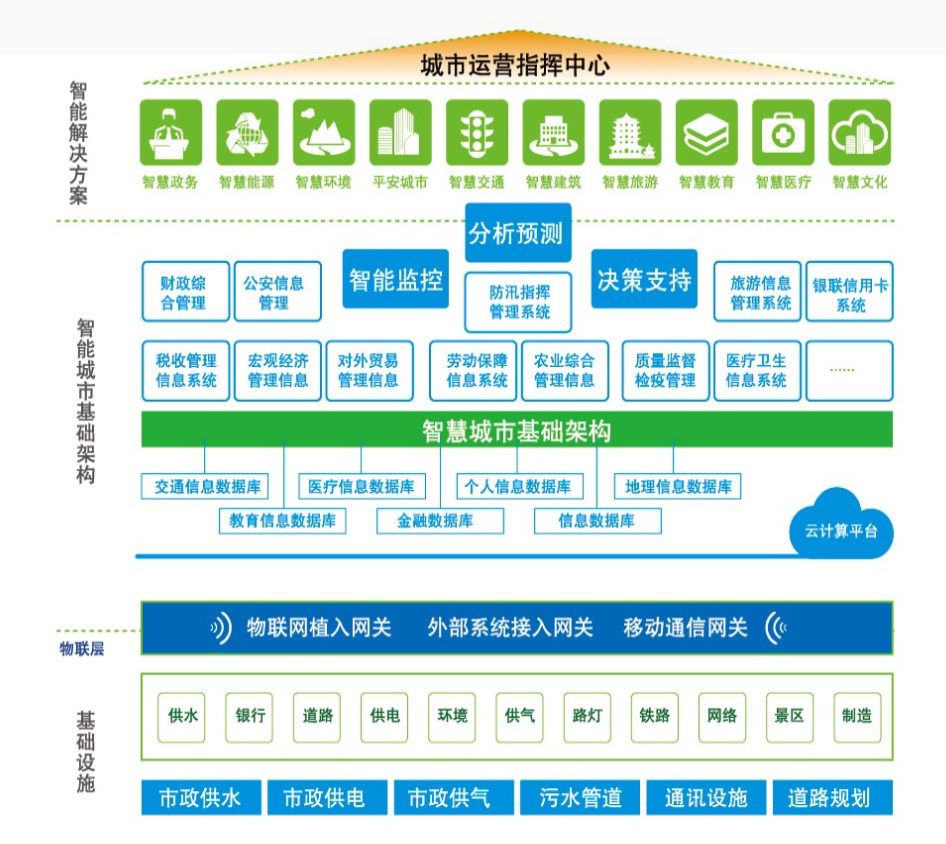 城市运营指挥中心
智能解决方案
智慧政务
智慧能源
智慧环境
平安城市
智慧交通
智慧建筑
智慧旅游
智慧教育
智慧医疗
智慧文化
分析预测
智能监控
决策支持
智能城市基础架构
财政综
合管理
公安信息
管理
防汛指挥
管理系统
旅游信息
管理系统
银联信用卡
系统
税收管理
信息系统
宏观经济
管理信息
对外贸易
管理信息
劳动保障
信息系统
农业综合
管理信息
质量监督
检疫管理
医疗卫生
信息系统
......
智慧城市基础架构
交通信息数据库
医疗信息数据库
个人信息数据库
地理信息数据库
教育信息数据库
金融数据库
信息数据库
云计算平台
物联网植入网关
外部系统接入网关
移动通信网关
物联层
基础设施
供水
银行
道路
供电
环境
供气
路灯
铁路
网络
景区
制造
市政供水
市政供电
市政供气
污水管道
通讯设施
道路规划